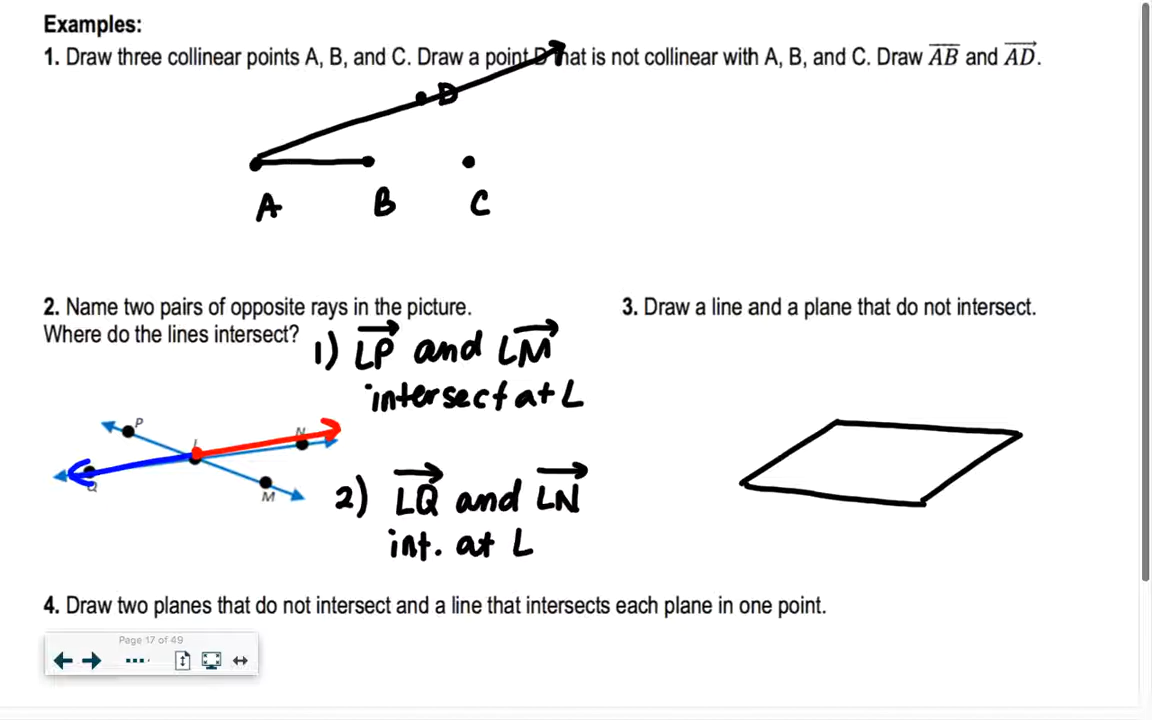 Examples:
1. Draw three collinear points A, B, and C. Draw a point D that is not collinear with A, B, and C. Draw AB and AD.
D
A B C
2. Name two pairs of opposite rays in the picture.
Where do the lines intersect?
1) LP and LM
intersect at L
P
L
N
Q
M
2) LQ and LN
int. at L
3. Draw a line and a plane that do not intersect.
4. Draw two planes that do not intersect and a line that intersects each plane in one point.
Page 17 of 49